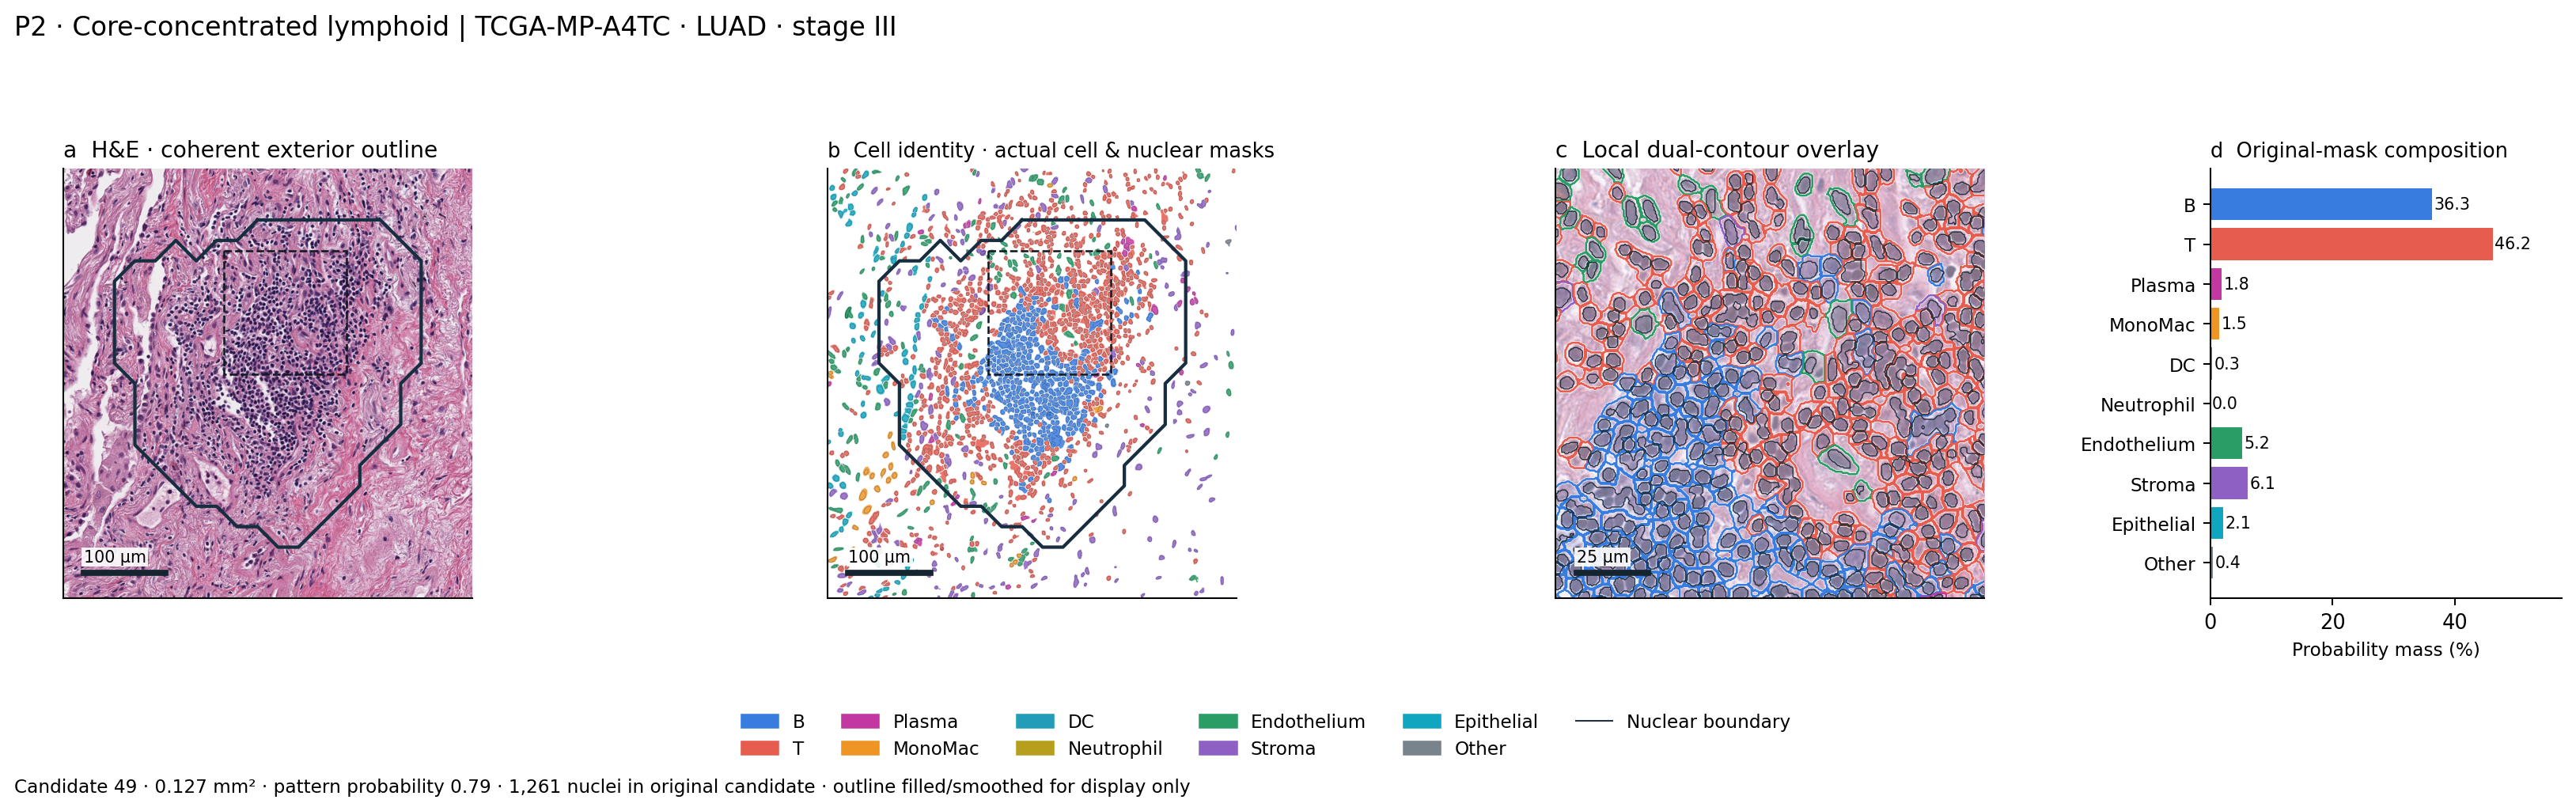 P2 · Core-concentrated lymphoid | TCGA-MP-A4TC · LUAD · stage III
a H&E · coherent exterior outline
100 µm
b Cell identity · actual cell & nuclear masks
100 µm
c Local dual-contour overlay
25 µm
d Original-mask composition
B 36.3
T 46.2
Plasma 1.8
MonoMac 1.5
DC 0.3
Neutrophil 0.0
Endothelium 5.2
Stroma 6.1
Epithelial 2.1
Other 0.4
0 20 40
Probability mass (%)
B Plasma DC Endothelium Epithelial Nuclear boundary
T MonoMac Neutrophil Stroma Other
Candidate 49 · 0.127 mm² · pattern probability 0.79 · 1,261 nuclei in original candidate · outline filled/smoothed for display only